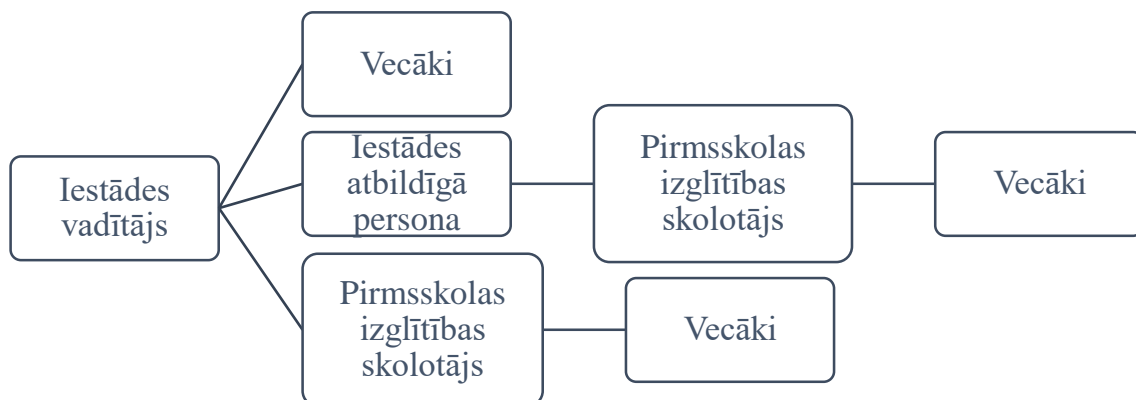 Vecāki
Iestādes
vadītājs
Iestādes
atbildīgā
persona
Pirmsskolas
izglītības
skolotājs
Vecāki
Pirmsskolas
izglītības
skolotājs
Vecāki